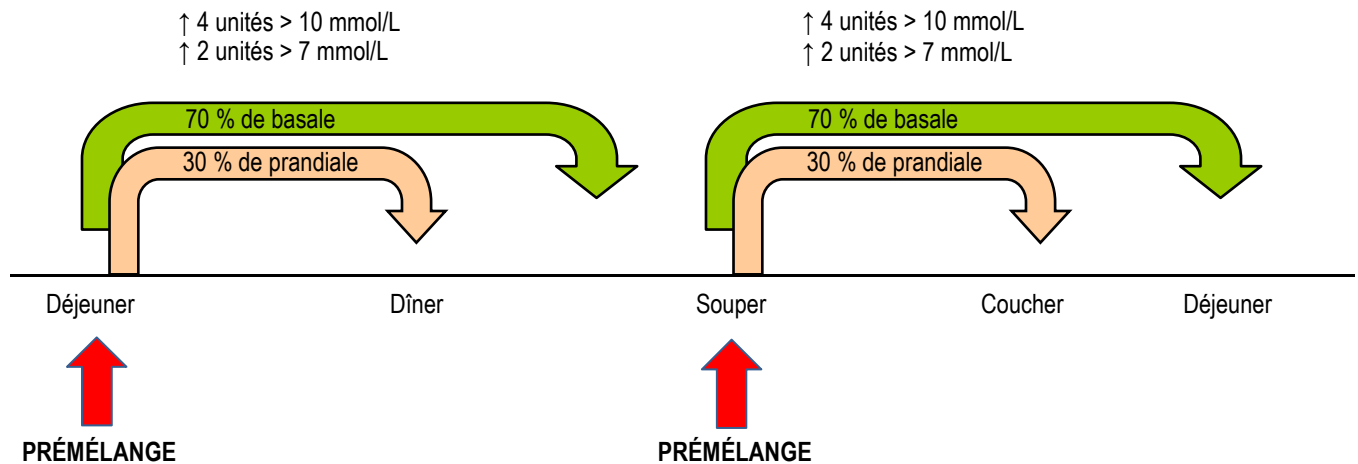 ↑ 4 unités > 10 mmol/L
↑ 2 unités > 7 mmol/L
↑ 4 unités > 10 mmol/L
↑ 2 unités > 7 mmol/L
70 % de basale
70 % de basale
30 % de prandiale
30 % de prandiale
Déjeuner
Dîner
Souper
Coucher
Déjeuner
PRÉMÉLANGE
PRÉMÉLANGE